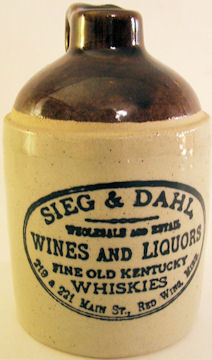 SIEG & DAHL
WHOLESALE AND RETAIL
WINES AND LIQUORS
FINE OLD KENTUCKY
WHISKIES
219 & 221 MAIN ST., RED WING, MINN.